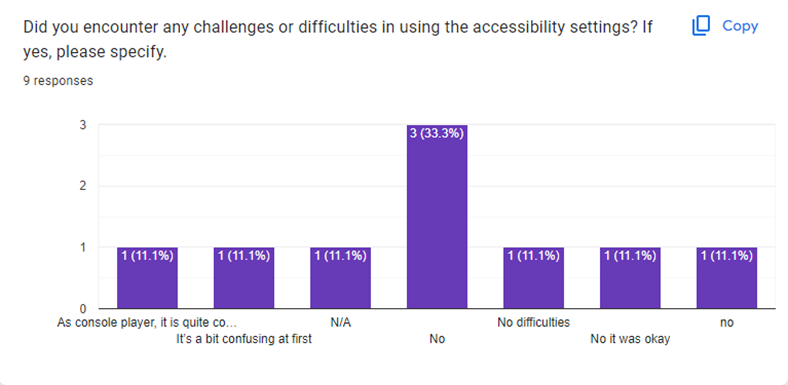 Did you encounter any challenges or difficulties in using the accessibility settings? If
yes, please specify.
Copy
9 responses
3
2
1
0
1 (11.1%)
1 (11.1%)
1 (11.1%)
3 (33.3%)
1 (11.1%)
1 (11.1%)
1 (11.1%)
As console player, it is quite co…
It’s a bit confusing at first
N/A
No
No difficulties
No it was okay
no